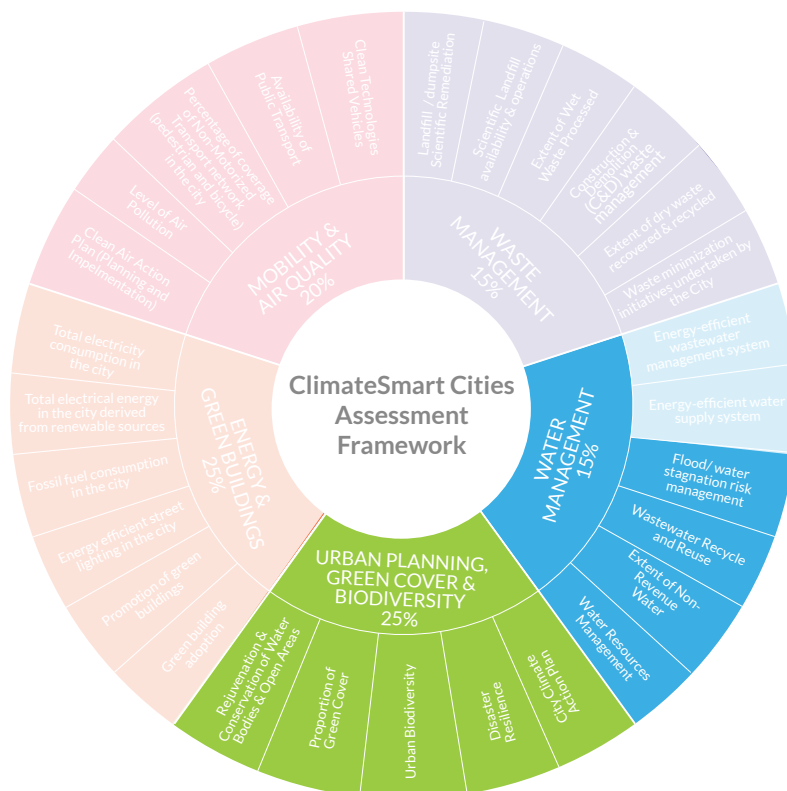 ClimateSmart Cities
Assessment
Framework
WASTE
MANAGEMENT
15%
Landfill / dumpsite
Scientific Remediation
Scientific Landfill
availability & operations
Extent of Wet
Waste Processed
Construction &
Demolition
(C&D) waste
management
Extent of dry waste
recovered & recycled
Waste minimization
initiatives undertaken by
the City
WATER
MANAGEMENT
15%
Energy-efficient
wastewater
management system
Energy-efficient water
supply system
Flood/ water
stagnation risk
management
Wastewater Recycle
and Reuse
Extent of Non-
Revenue
Water
Water Resources
Management
URBAN PLANNING,
GREEN COVER &
BIODIVERSITY
25%
City Climate
Action Plan
Disaster
Resilience
Urban Biodiversity
Proportion of
Green Cover
Rejuvenation &
Conservation of Water
Bodies & Open Areas
ENERGY &
GREEN BUILDINGS
25%
Green building
adoption
Promotion of green
buildings
Energy efficient street
lighting in the city
Fossil fuel consumption
in the city
Total electrical energy
in the city derived
from renewable sources
Total electricity
consumption in
the city
MOBILITY &
AIR QUALITY
20%
Clean Air Action
Plan (Planning and
Impelmentation)
Level of Air
Pollution
Percentage of coverage
of Non-Motorized
Transport network
(pedestrian and bicycle)
in the city
Availability of
Public Transport
Clean Technologies
Shared Vehicles